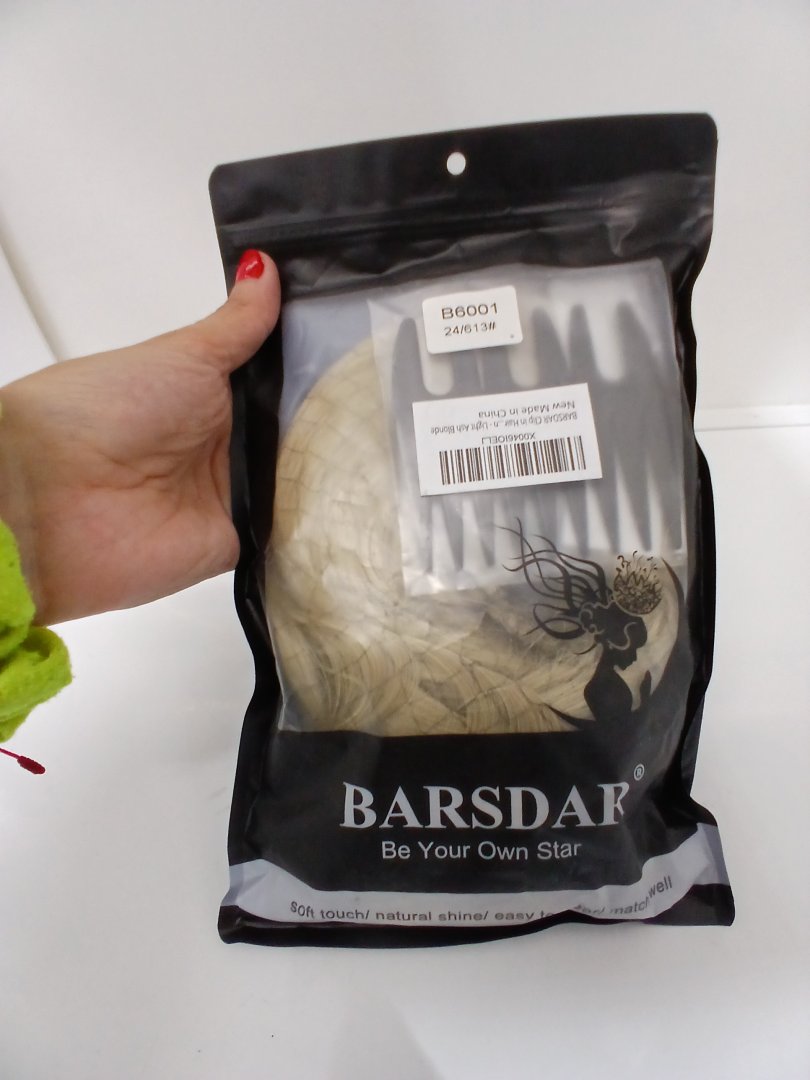 B6001
24/613#
X0046IOELJ
BARSDAR Clip in Hair ...n - Light Ash Blonde
New Made in China
BARSDAR®
Be Your Own Star
soft touch/ natural shine/ easy to match well